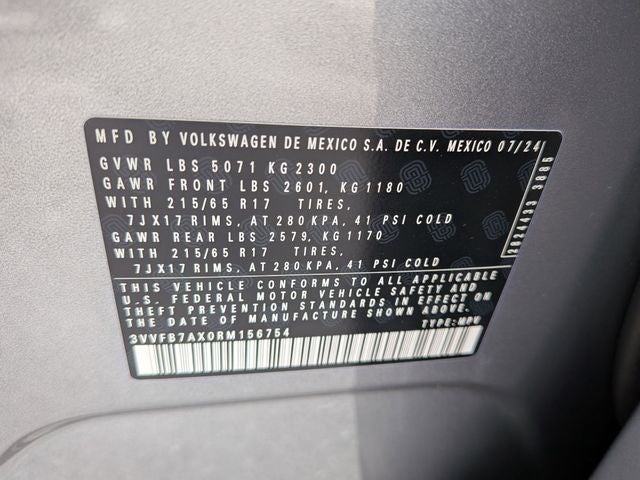 MFD BY VOLKSWAGEN DE MEXICO S.A. DE C.V. MEXICO 07/24
GVWR LBS 5071 KG 2300
GAWR FRONT LBS 2601, KG 1180
WITH 215/65 R17 TIRES,
7JX17 RIMS, AT 280 KPA, 41 PSI COLD
GAWR REAR LBS 2579, KG 1170
WITH 215/65 R17 TIRES,
7JX17 RIMS, AT 280 KPA, 41 PSI COLD
THIS VEHICLE CONFORMS TO ALL APPLICABLE
U.S. FEDERAL MOTOR VEHICLE SAFETY AND
THEFT PREVENTION STANDARDS IN EFFECT ON
THE DATE OF MANUFACTURE SHOWN ABOVE.
TYPE: MPV
3VVFB7AX0RM156754
2024433 3885